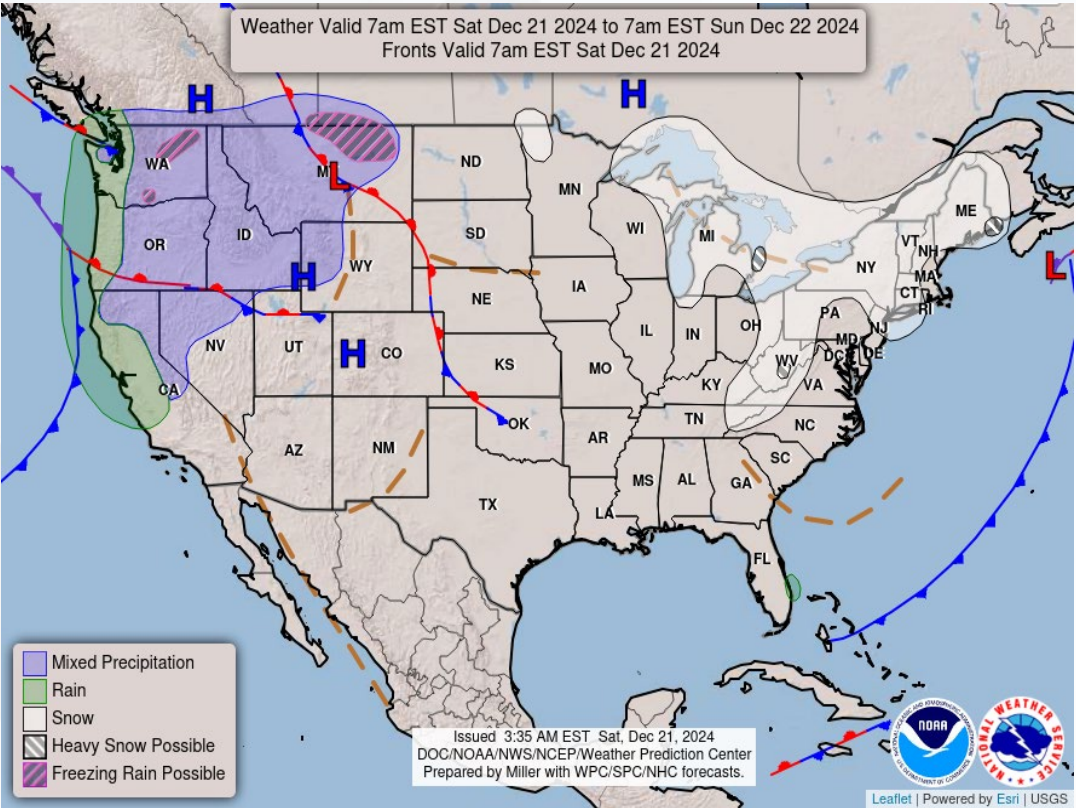 Weather Valid 7am EST Sat Dec 21 2024 to 7am EST Sun Dec 22 2024
Fronts Valid 7am EST Sat Dec 21 2024
H
H
WA
M
L
ND
MN
ME
OR
ID
SD
WI
MI
VT
NH
WY
NY
MA
CT
RI
L
H
NE
IA
PA
NJ
IL
IN
OH
MD
DE
DC
NV
UT
H
CO
KS
MO
WV
VA
KY
CA
OK
TN
NC
AZ
NM
AR
SC
MS
AL
GA
TX
LA
FL
Mixed Precipitation
Rain
Snow
Heavy Snow Possible
Freezing Rain Possible
Issued 3:35 AM EST Sat, Dec 21, 2024
DOC/NOAA/NWS/NCEP/Weather Prediction Center
Prepared by Miller with WPC/SPC/NHC forecasts.
NOAA
NATIONAL WEATHER SERVICE
Leaflet | Powered by Esri | USGS